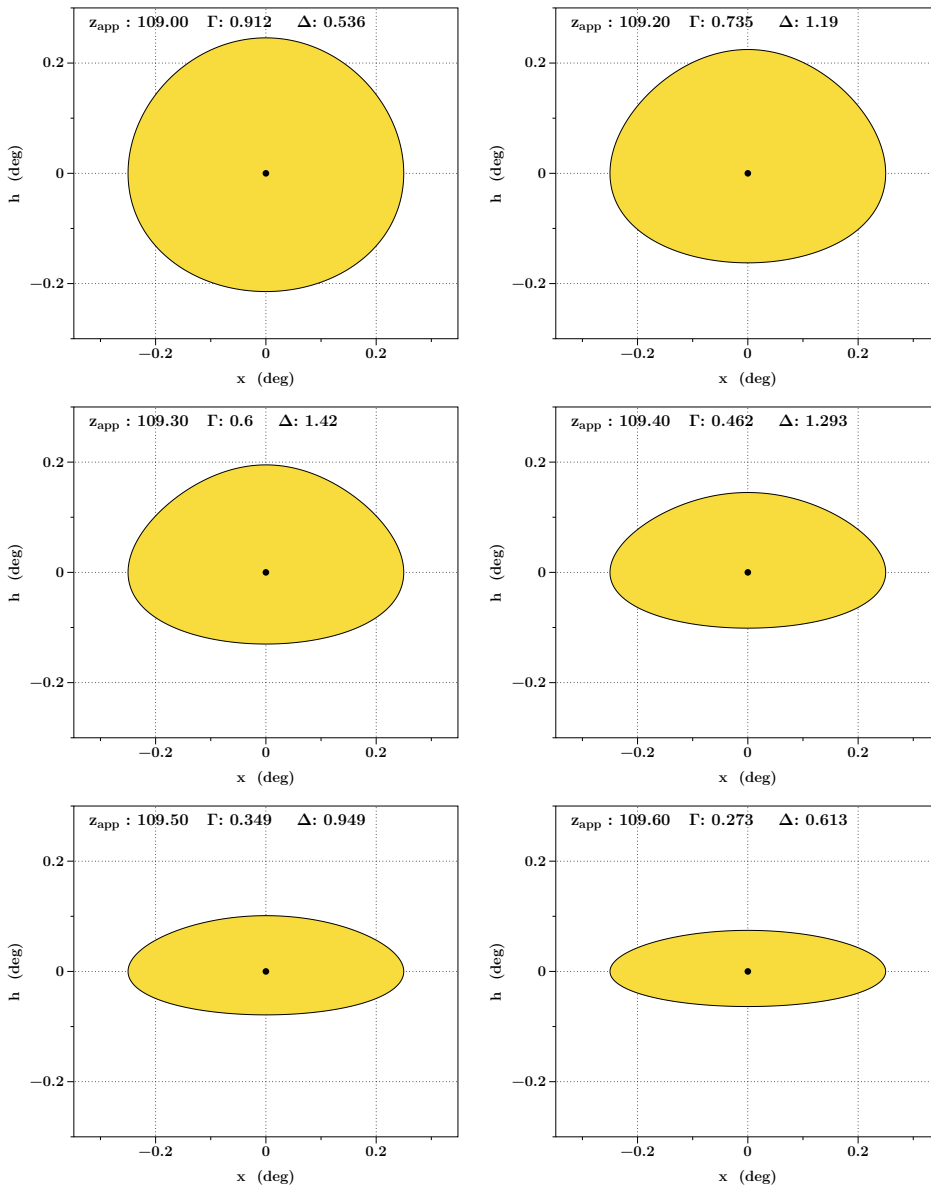 z_app : 109.00 Γ: 0.912 Δ: 0.536
0.2
0
−0.2
h (deg)
−0.2 0 0.2
x (deg)
z_app : 109.20 Γ: 0.735 Δ: 1.19
0.2
0
−0.2
h (deg)
−0.2 0 0.2
x (deg)
z_app : 109.30 Γ: 0.6 Δ: 1.42
0.2
0
−0.2
h (deg)
−0.2 0 0.2
x (deg)
z_app : 109.40 Γ: 0.462 Δ: 1.293
0.2
0
−0.2
h (deg)
−0.2 0 0.2
x (deg)
z_app : 109.50 Γ: 0.349 Δ: 0.949
0.2
0
−0.2
h (deg)
−0.2 0 0.2
x (deg)
z_app : 109.60 Γ: 0.273 Δ: 0.613
0.2
0
−0.2
h (deg)
−0.2 0 0.2
x (deg)